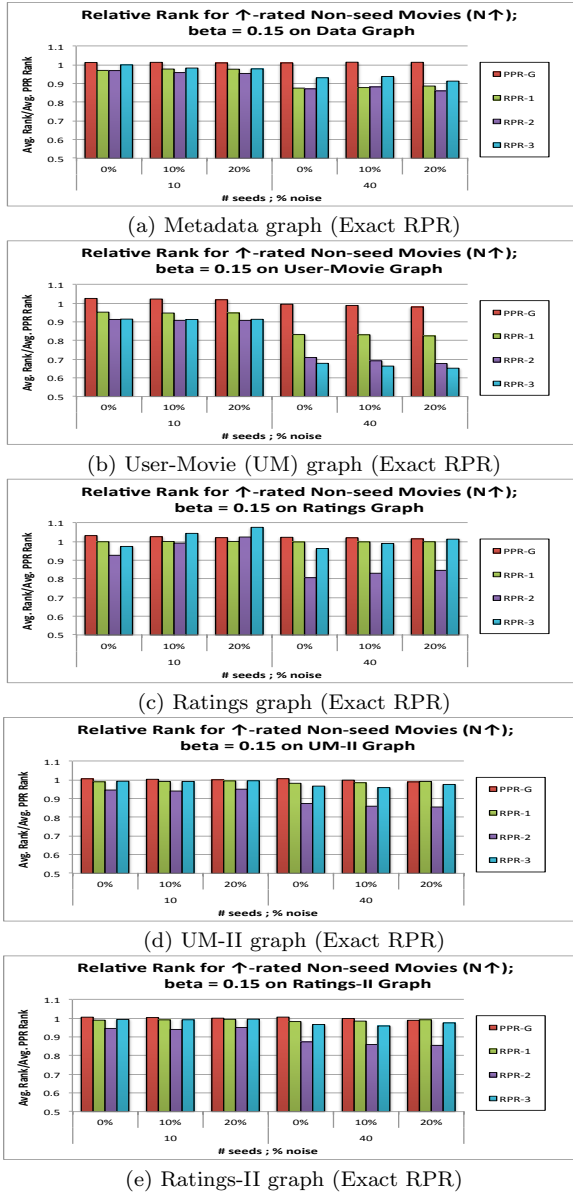 Relative Rank for ↑-rated Non-seed Movies (N↑);
beta = 0.15 on Data Graph
Avg. Rank/Avg. PPR Rank
1.1
1
0.9
0.8
0.7
0.6
0.5
0% 10% 20% 0% 10% 20%
10 40
# seeds ; % noise
PPR-G
RPR-1
RPR-2
RPR-3
(a) Metadata graph (Exact RPR)
Relative Rank for ↑-rated Non-seed Movies (N↑);
beta = 0.15 on User-Movie Graph
Avg. Rank/Avg. PPR Rank
1.1
1
0.9
0.8
0.7
0.6
0.5
0% 10% 20% 0% 10% 20%
10 40
# seeds ; % noise
PPR-G
RPR-1
RPR-2
RPR-3
(b) User-Movie (UM) graph (Exact RPR)
Relative Rank for ↑-rated Non-seed Movies (N↑);
beta = 0.15 on Ratings Graph
Avg. Rank/Avg. PPR Rank
1.1
1
0.9
0.8
0.7
0.6
0.5
0% 10% 20% 0% 10% 20%
10 40
# seeds ; % noise
PPR-G
RPR-1
RPR-2
RPR-3
(c) Ratings graph (Exact RPR)
Relative Rank for ↑-rated Non-seed Movies (N↑);
beta = 0.15 on UM-II Graph
Avg. Rank/Avg. PPR Rank
1.1
1
0.9
0.8
0.7
0.6
0.5
0% 10% 20% 0% 10% 20%
10 40
# seeds ; % noise
PPR-G
RPR-1
RPR-2
RPR-3
(d) UM-II graph (Exact RPR)
Relative Rank for ↑-rated Non-seed Movies (N↑);
beta = 0.15 on Ratings-II Graph
Avg. Rank/Avg. PPR Rank
1.1
1
0.9
0.8
0.7
0.6
0.5
0% 10% 20% 0% 10% 20%
10 40
# seeds ; % noise
PPR-G
RPR-1
RPR-2
RPR-3
(e) Ratings-II graph (Exact RPR)